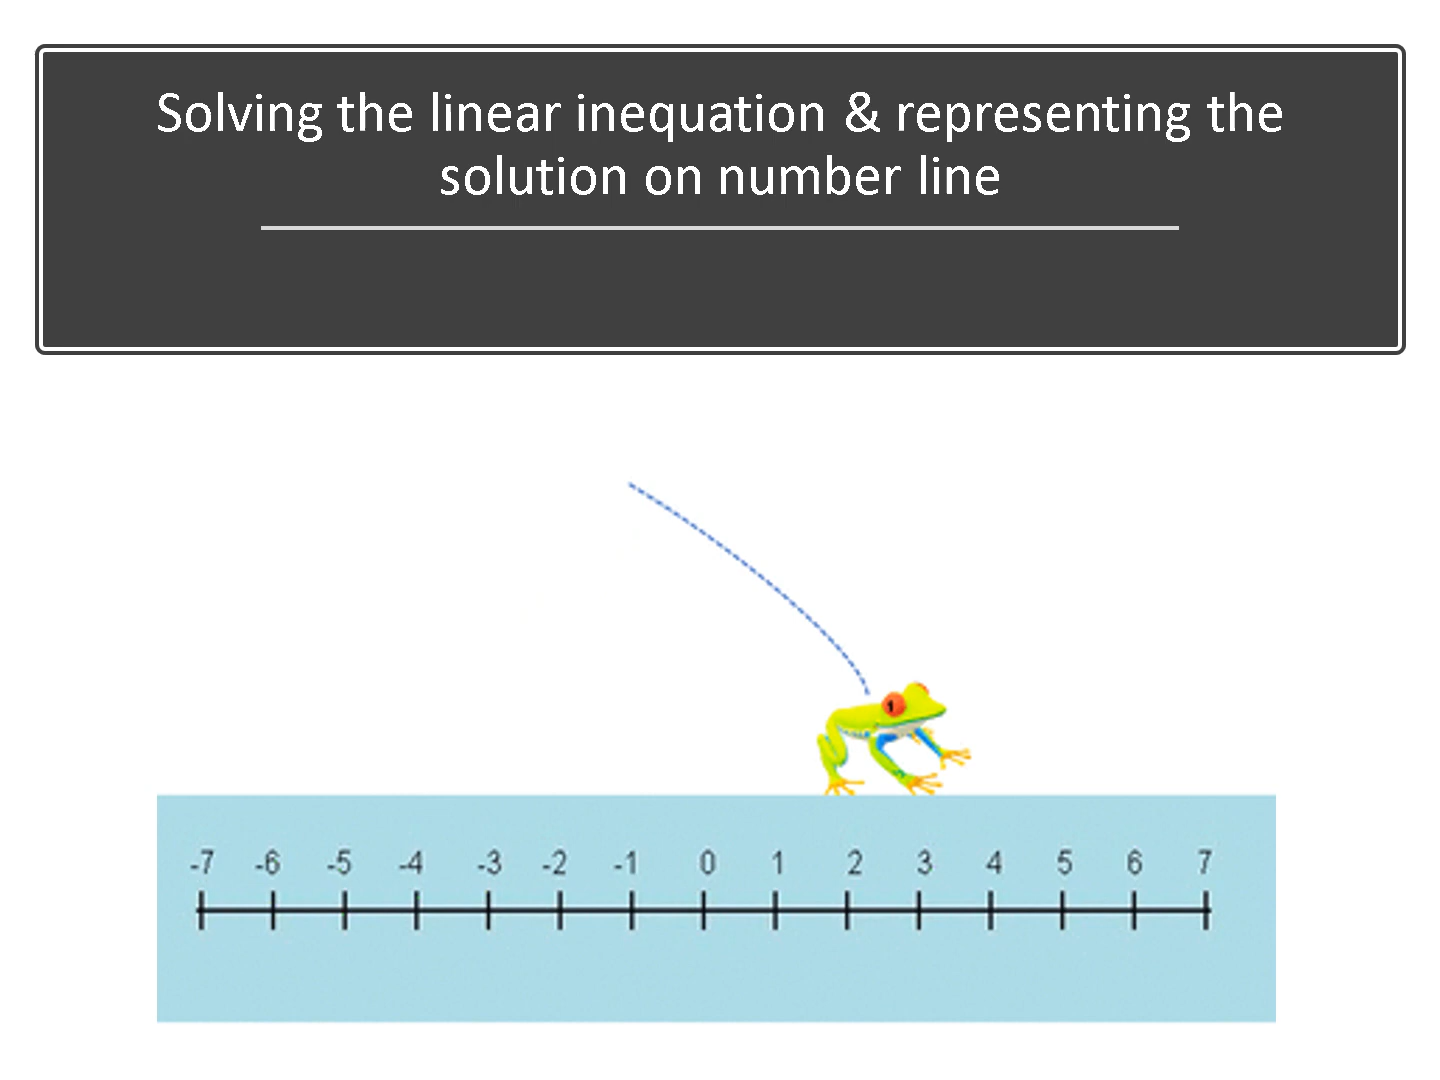 Solving the linear inequation & representing the
solution on number line
-7 -6 -5 -4 -3 -2 -1 0 1 2 3 4 5 6 7